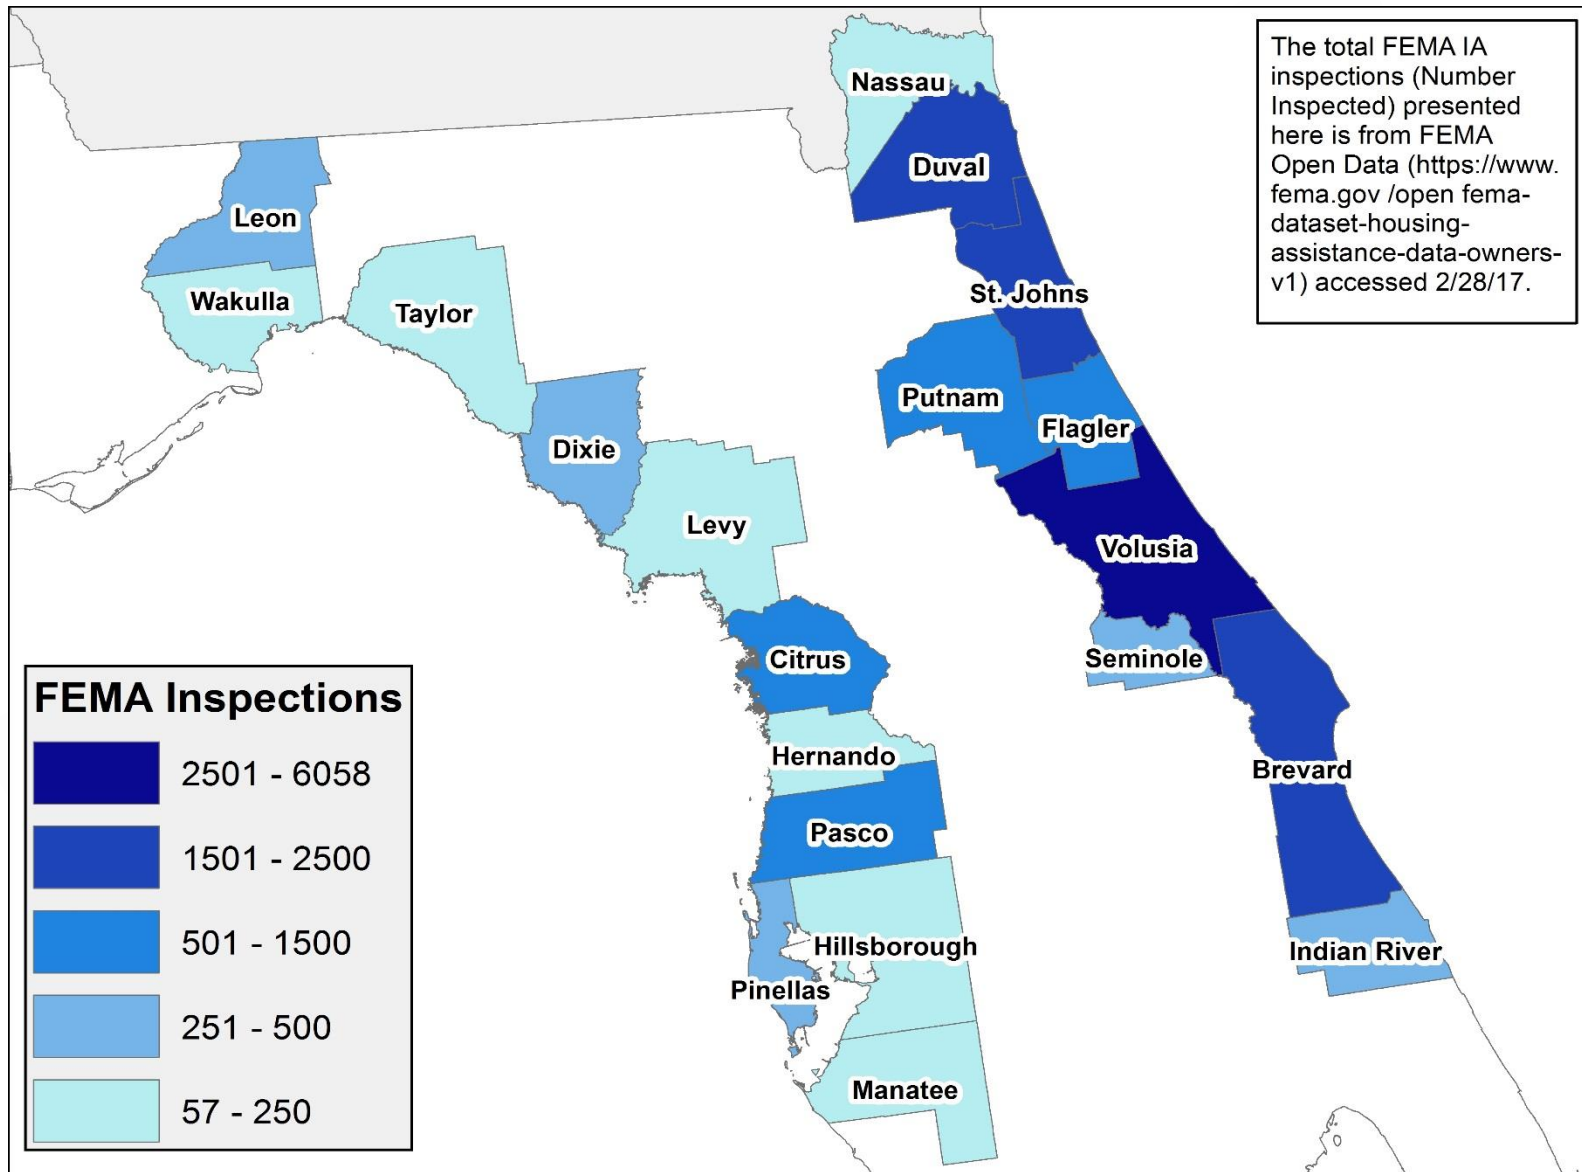 The total FEMA IA
inspections (Number
Inspected) presented
here is from FEMA
Open Data (https://www.
fema.gov /open fema-
dataset-housing-
assistance-data-owners-
v1) accessed 2/28/17.
Nassau
Duval
Leon
St. Johns
Wakulla
Taylor
Putnam
Flagler
Dixie
Levy
Volusia
Citrus
Seminole
Hernando
Brevard
Pasco
Hillsborough
Indian River
Pinellas
Manatee
FEMA Inspections
2501 - 6058
1501 - 2500
501 - 1500
251 - 500
57 - 250